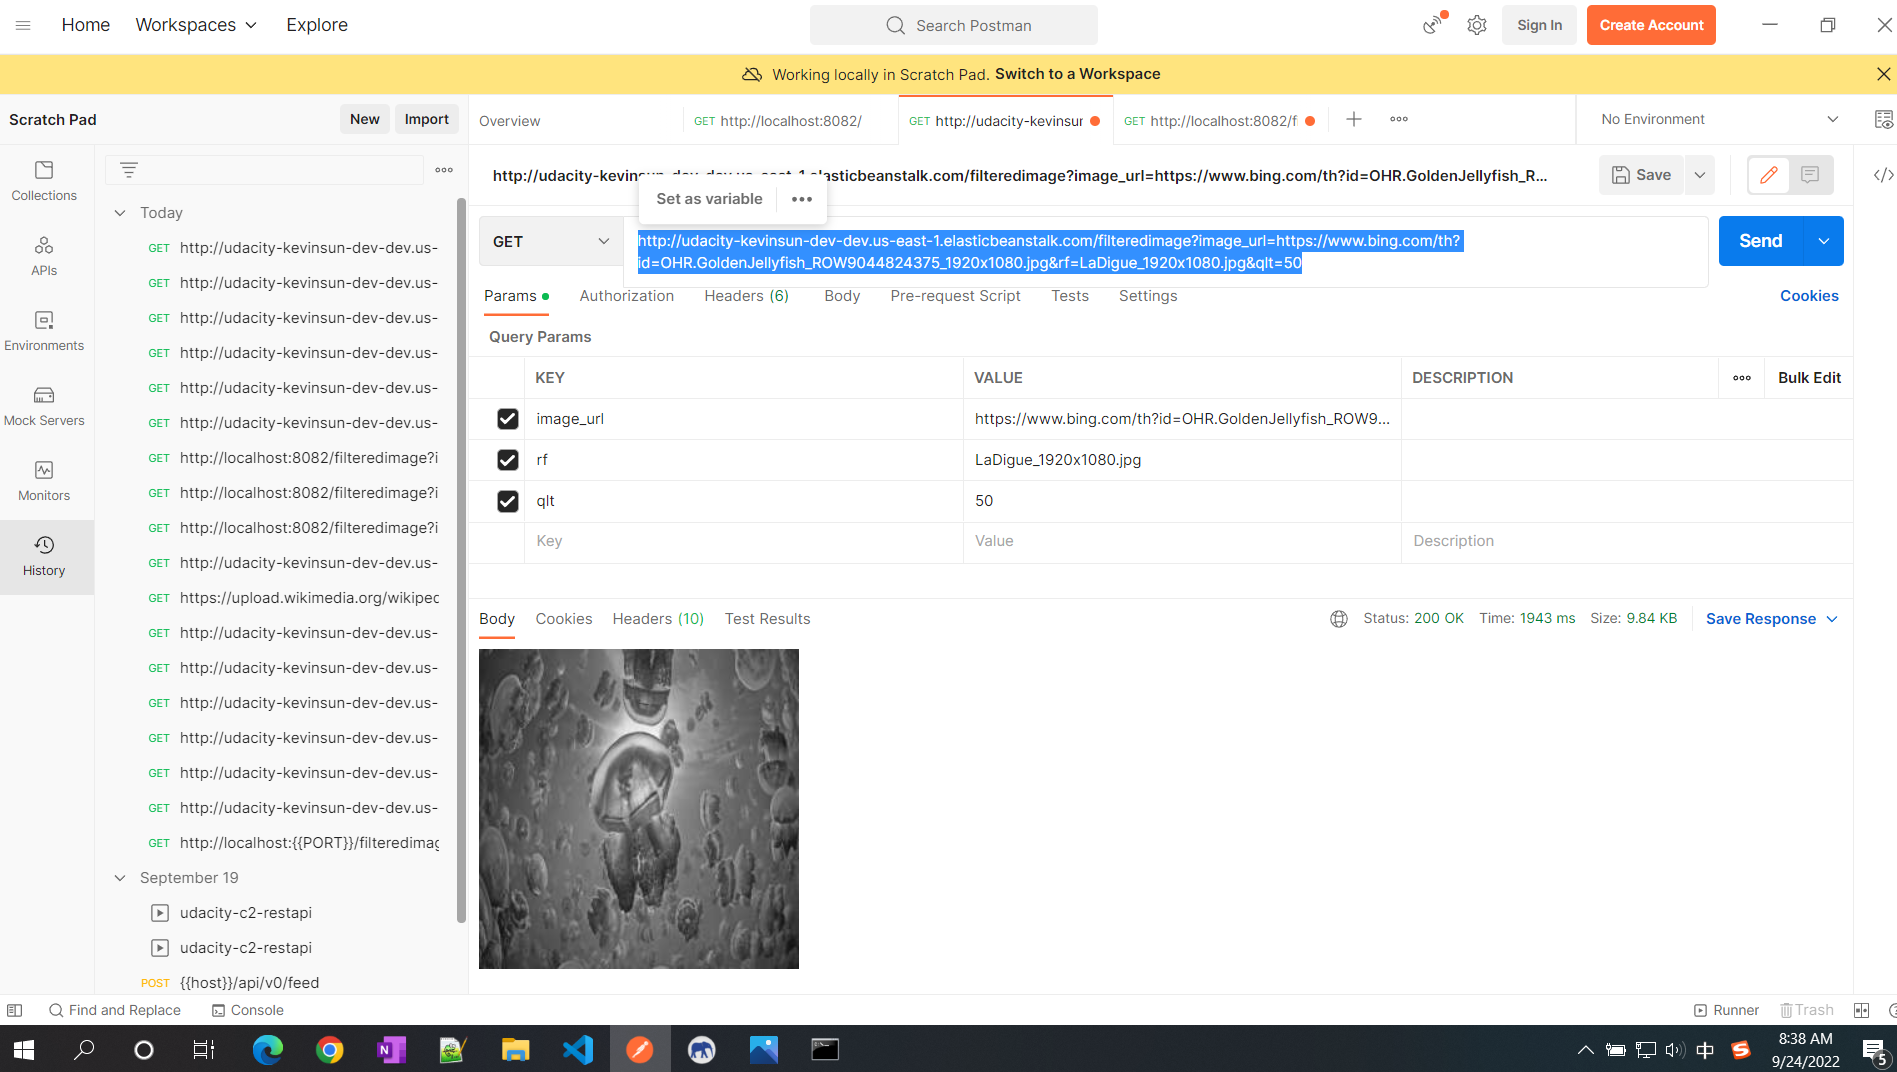 Home
Workspaces
Explore
Search Postman
Sign In
Create Account
Working locally in Scratch Pad. Switch to a Workspace
Scratch Pad
New
Import
Overview
GET http://localhost:8082/
GET http://udacity-kevinsur
GET http://localhost:8082/f
No Environment
Collections
APIs
Environments
Mock Servers
Monitors
History
Today
GET http://udacity-kevinsun-dev-dev.us-
GET http://udacity-kevinsun-dev-dev.us-
GET http://udacity-kevinsun-dev-dev.us-
GET http://udacity-kevinsun-dev-dev.us-
GET http://udacity-kevinsun-dev-dev.us-
GET http://udacity-kevinsun-dev-dev.us-
GET http://localhost:8082/filteredimage?i
GET http://localhost:8082/filteredimage?i
GET http://localhost:8082/filteredimage?i
GET http://udacity-kevinsun-dev-dev.us-
GET https://upload.wikimedia.org/wikiped
GET http://udacity-kevinsun-dev-dev.us-
GET http://udacity-kevinsun-dev-dev.us-
GET http://udacity-kevinsun-dev-dev.us-
GET http://udacity-kevinsun-dev-dev.us-
GET http://udacity-kevinsun-dev-dev.us-
GET http://udacity-kevinsun-dev-dev.us-
GET http://localhost:{{PORT}}/filteredimag
September 19
udacity-c2-restapi
udacity-c2-restapi
POST {{host}}/api/v0/feed
http://udacity-kevinsun-dev-dev.us-east-1.elasticbeanstalk.com/filteredimage?image_url=https://www.bing.com/th?id=OHR.GoldenJellyfish_R...
Save
Set as variable
GET
http://udacity-kevinsun-dev-dev.us-east-1.elasticbeanstalk.com/filteredimage?image_url=https://www.bing.com/th?
id=OHR.GoldenJellyfish_ROW9044824375_1920x1080.jpg&rf=LaDigue_1920x1080.jpg&qlt=50
Send
Params
Authorization
Headers (6)
Body
Pre-request Script
Tests
Settings
Cookies
Query Params
KEY VALUE DESCRIPTION Bulk Edit
image_url https://www.bing.com/th?id=OHR.GoldenJellyfish_ROW9...
rf LaDigue_1920x1080.jpg
qlt 50
Key Value Description
Body
Cookies
Headers (10)
Test Results
Status: 200 OK
Time: 1943 ms
Size: 9.84 KB
Save Response
Find and Replace
Console
Runner
Trash
中
8:38 AM
9/24/2022
5